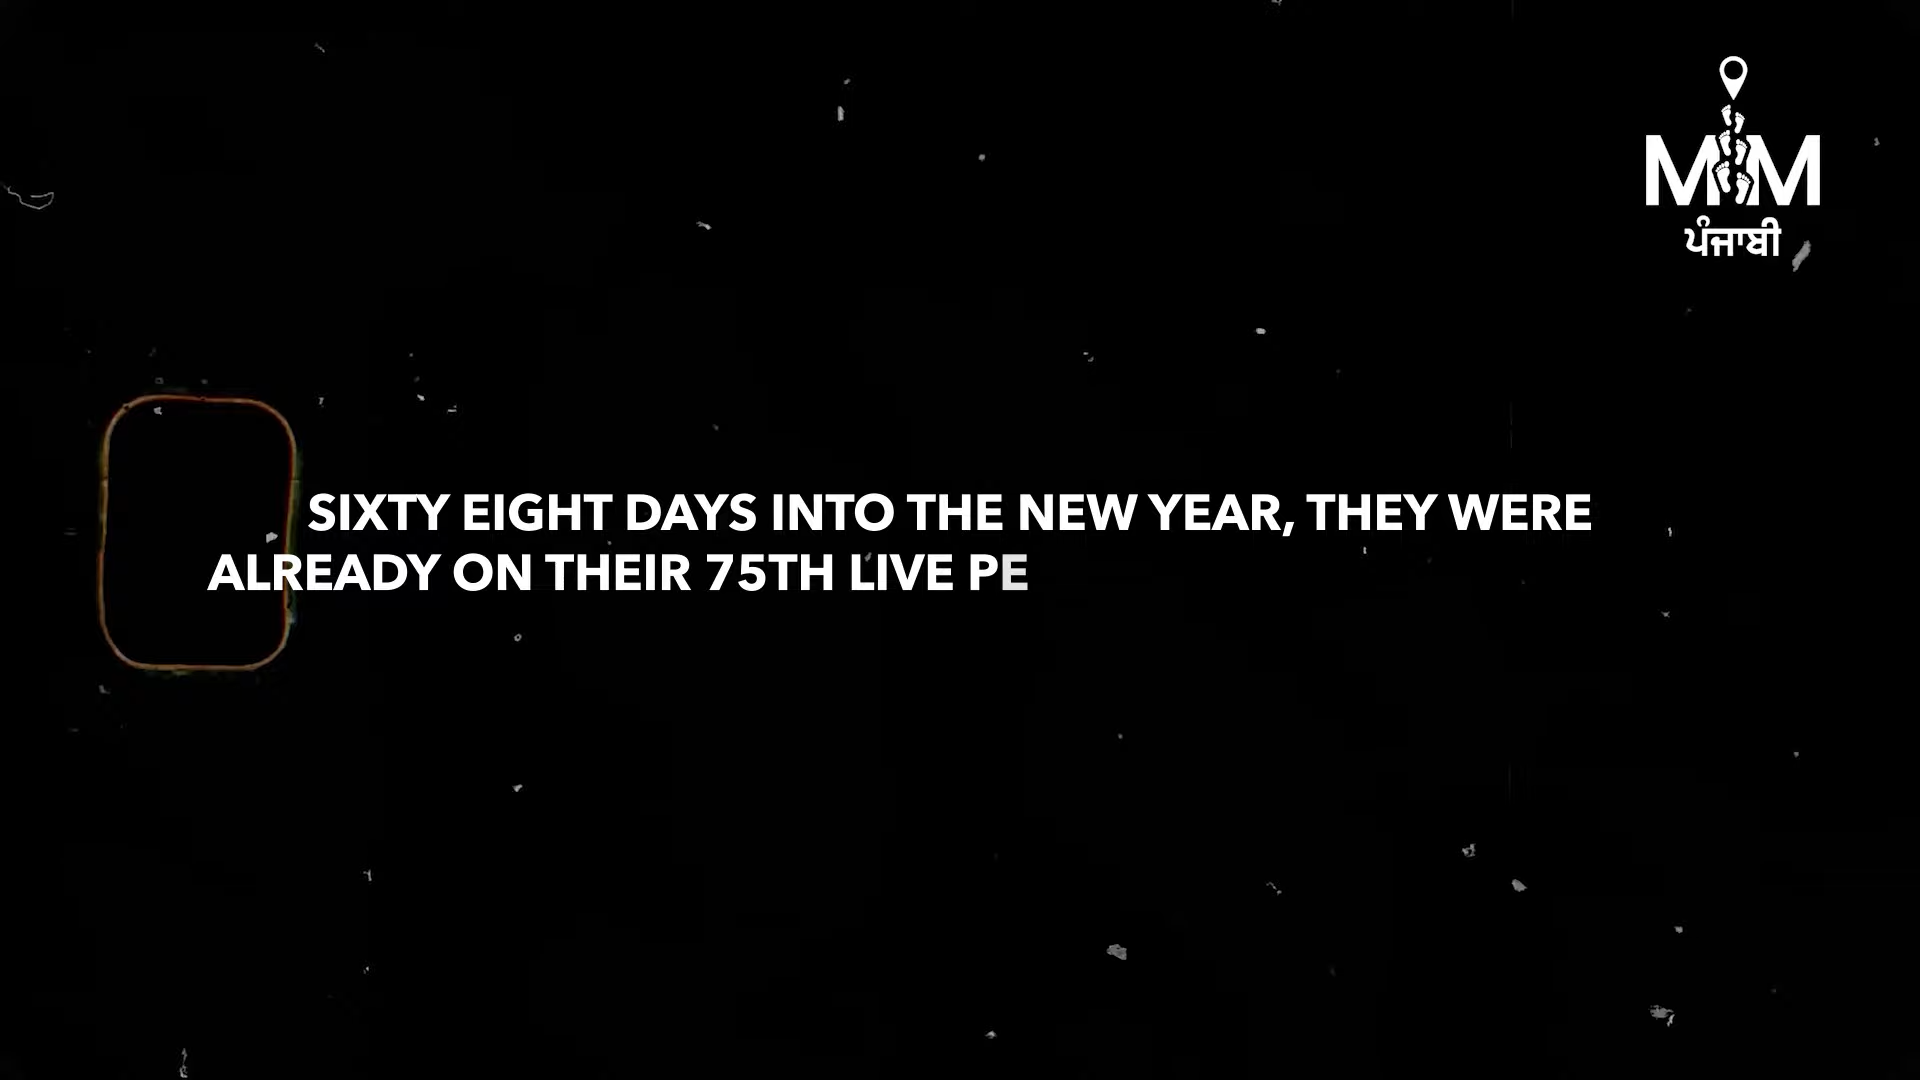 MM
ਪੰਜਾਬੀ
SIXTY EIGHT DAYS INTO THE NEW YEAR, THEY WERE
ALREADY ON THEIR 75TH LIVE PE